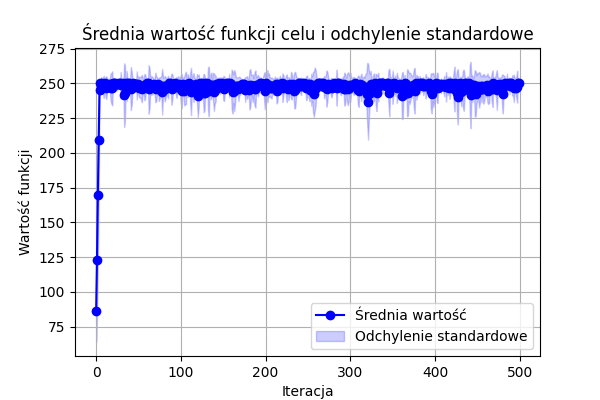 Średnia wartość funkcji celu i odchylenie standardowe
275
250
225
200
175
150
125
100
75
Wartość funkcji
0 100 200 300 400 500
Iteracja
Średnia wartość
Odchylenie standardowe